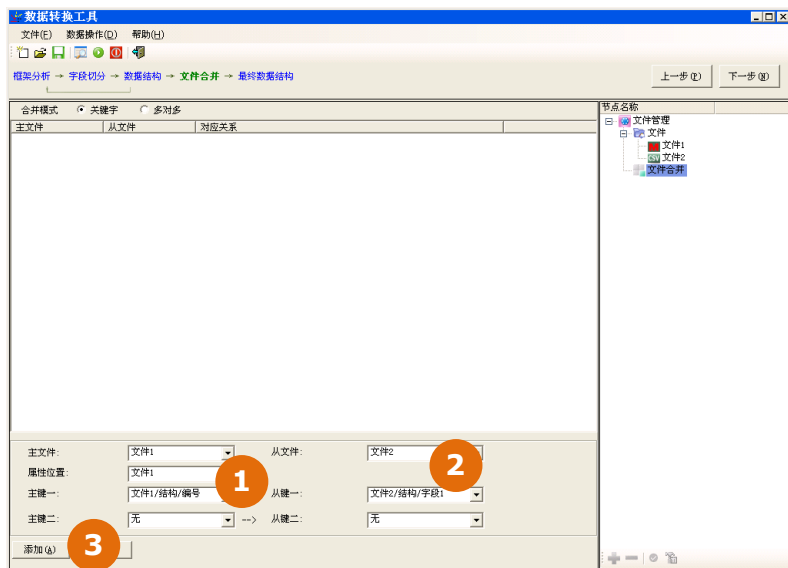 数据转换工具
文件(F) 数据操作(D) 帮助(H)
框架分析 → 字段切分 → 数据结构 → 文件合并 → 最终数据结构
上一步(P) 下一步(N)
合并模式 关键字 多对多
主文件 从文件 对应关系
节点名称
文件管理
文件
文件1
CSV 文件2
文件合并
主文件: 文件1 从文件: 文件2
属性位置: 文件1
主键一: 文件1/结构/编号 从键一: 文件2/结构/字段1
主键二: 无 --> 从键二: 无
1
2
添加(A)
3